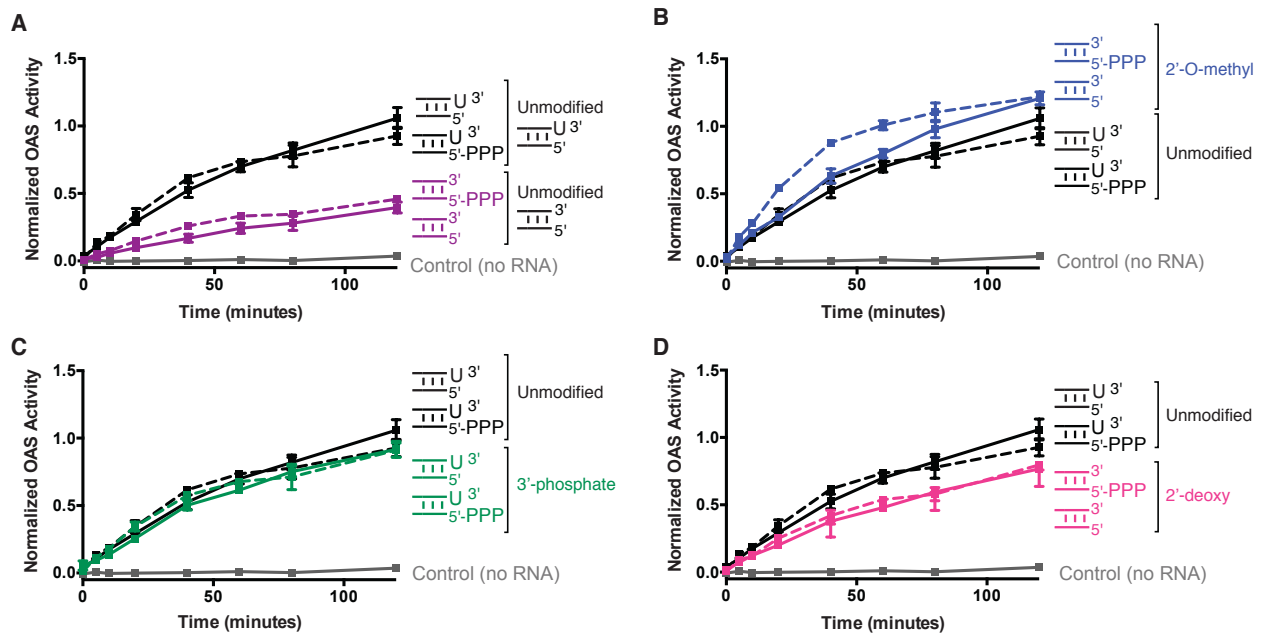 A
Normalized OAS Activity
1.5
1.0
0.5
0.0
0
50
100
Time (minutes)
U 3'
5'
U 3'
5'-PPP
Unmodified
U 3'
5'
3'
5'-PPP
3'
5'
Unmodified
3'
5'
Control (no RNA)
B
Normalized OAS Activity
1.5
1.0
0.5
0.0
0
50
100
Time (minutes)
3'
5'-PPP
3'
5'
2'-O-methyl
U 3'
5'
U 3'
5'-PPP
Unmodified
Control (no RNA)
C
Normalized OAS Activity
1.5
1.0
0.5
0.0
0
50
100
Time (minutes)
U 3'
5'
U 3'
5'-PPP
Unmodified
U 3'
5'
U 3'
5'-PPP
3'-phosphate
Control (no RNA)
D
Normalized OAS Activity
1.5
1.0
0.5
0.0
0
50
100
Time (minutes)
U 3'
5'
U 3'
5'-PPP
Unmodified
3'
5'-PPP
3'
5'
2'-deoxy
Control (no RNA)